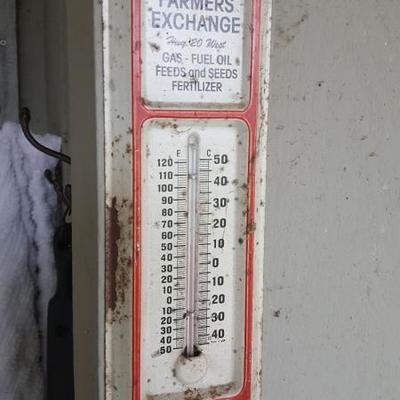 FARMERS
EXCHANGE
Hwy. 20 West
GAS - FUEL OIL
FEEDS and SEEDS
FERTILIZER
F C
120 50
110
100 40
90 30
80
70 20
60
50 10
40
30 0
20
10 10
0
10 20
20 30
30
40 40
50